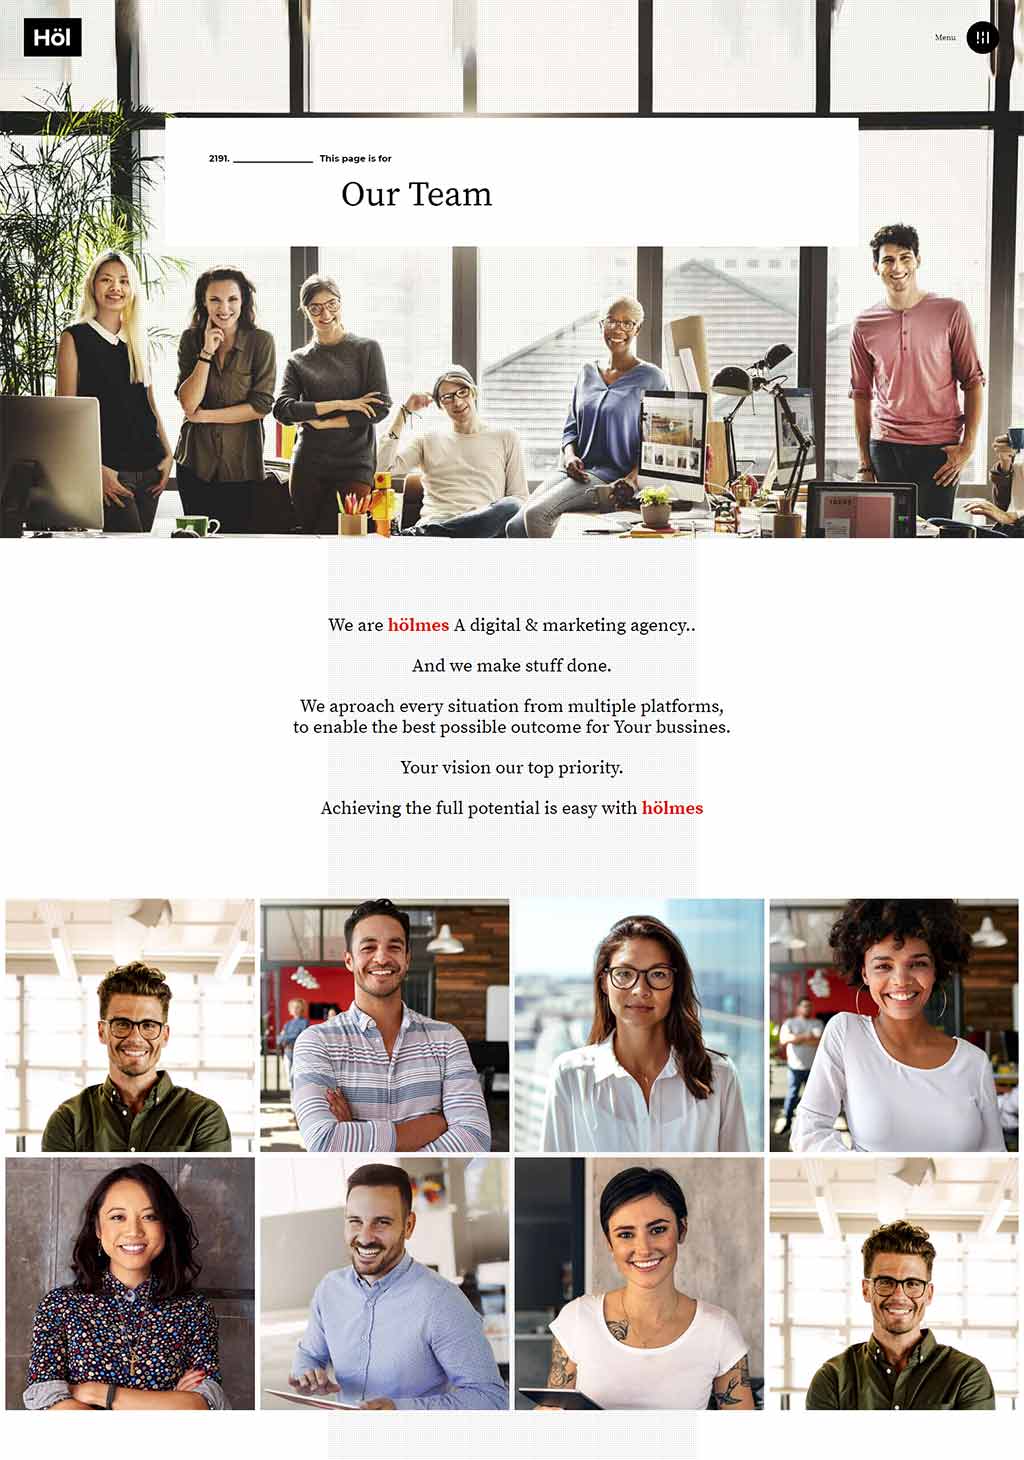 Höl
Menu
2191. ____________ This page is for
Our Team
IDEAS
We are hölmes A digital & marketing agency..
And we make stuff done.
We aproach every situation from multiple platforms,
to enable the best possible outcome for Your bussines.
Your vision our top priority.
Achieving the full potential is easy with hölmes